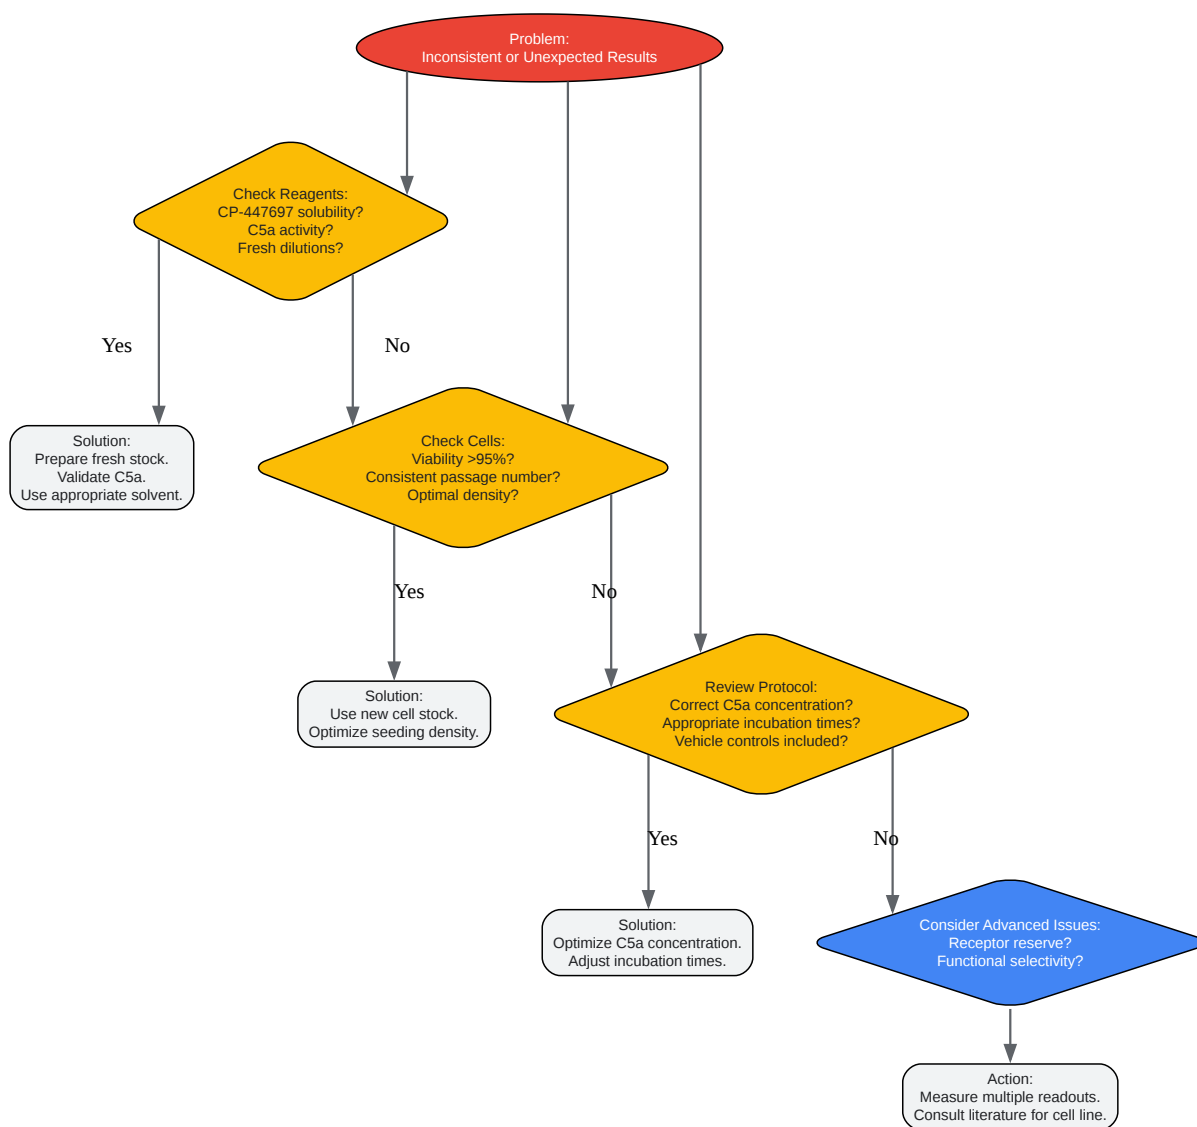 Problem:
Inconsistent or Unexpected Results
Check Reagents:
CP-447697 solubility?
C5a activity?
Fresh dilutions?
Yes
No
Solution:
Prepare fresh stock.
Validate C5a.
Use appropriate solvent.
Check Cells:
Viability >95%?
Consistent passage number?
Optimal density?
Yes
No
Solution:
Use new cell stock.
Optimize seeding density.
Review Protocol:
Correct C5a concentration?
Appropriate incubation times?
Vehicle controls included?
Yes
No
Solution:
Optimize C5a concentration.
Adjust incubation times.
Consider Advanced Issues:
Receptor reserve?
Functional selectivity?
Action:
Measure multiple readouts.
Consult literature for cell line.